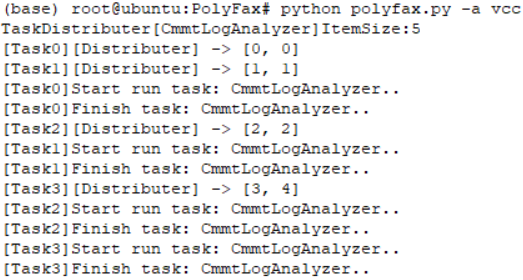 (base) root@ubuntu:PolyFax# python polyfax.py -a vcc
TaskDistributer[CmmtLogAnalyzer]ItemSize:5
[Task0][Distributer] -> [0, 0]
[Task1][Distributer] -> [1, 1]
[Task0]Start run task: CmmtLogAnalyzer..
[Task0]Finish task: CmmtLogAnalyzer..
[Task2][Distributer] -> [2, 2]
[Task1]Start run task: CmmtLogAnalyzer..
[Task1]Finish task: CmmtLogAnalyzer..
[Task3][Distributer] -> [3, 4]
[Task2]Start run task: CmmtLogAnalyzer..
[Task2]Finish task: CmmtLogAnalyzer..
[Task3]Start run task: CmmtLogAnalyzer..
[Task3]Finish task: CmmtLogAnalyzer..